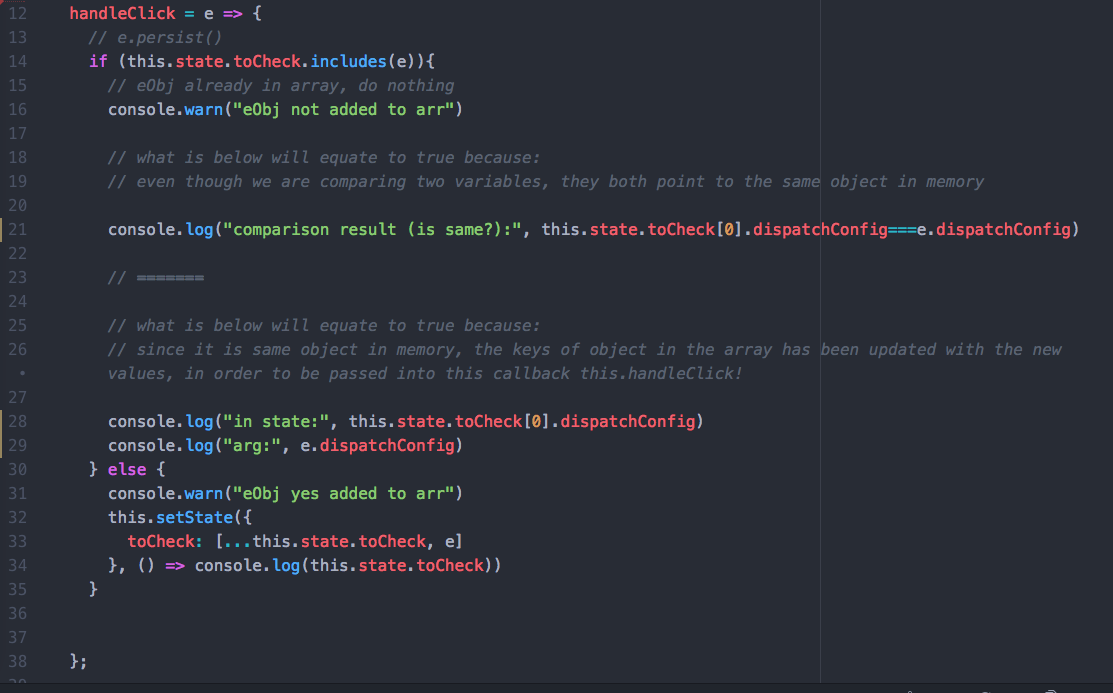 12 handleClick = e => {
13 // e.persist()
14 if (this.state.toCheck.includes(e)){
15 // eObj already in array, do nothing
16 console.warn("eObj not added to arr")
17
18 // what is below will equate to true because:
19 // even though we are comparing two variables, they both point to the same object in memory
20
21 console.log("comparison result (is same?):", this.state.toCheck[0].dispatchConfig===e.dispatchConfig)
22
23 // =======
24
25 // what is below will equate to true because:
26 // since it is same object in memory, the keys of object in the array has been updated with the new
• values, in order to be passed into this callback this.handleClick!
27
28 console.log("in state:", this.state.toCheck[0].dispatchConfig)
29 console.log("arg:", e.dispatchConfig)
30 } else {
31 console.warn("eObj yes added to arr")
32 this.setState({
33 toCheck: [...this.state.toCheck, e]
34 }, () => console.log(this.state.toCheck))
35 }
36
37
38 };